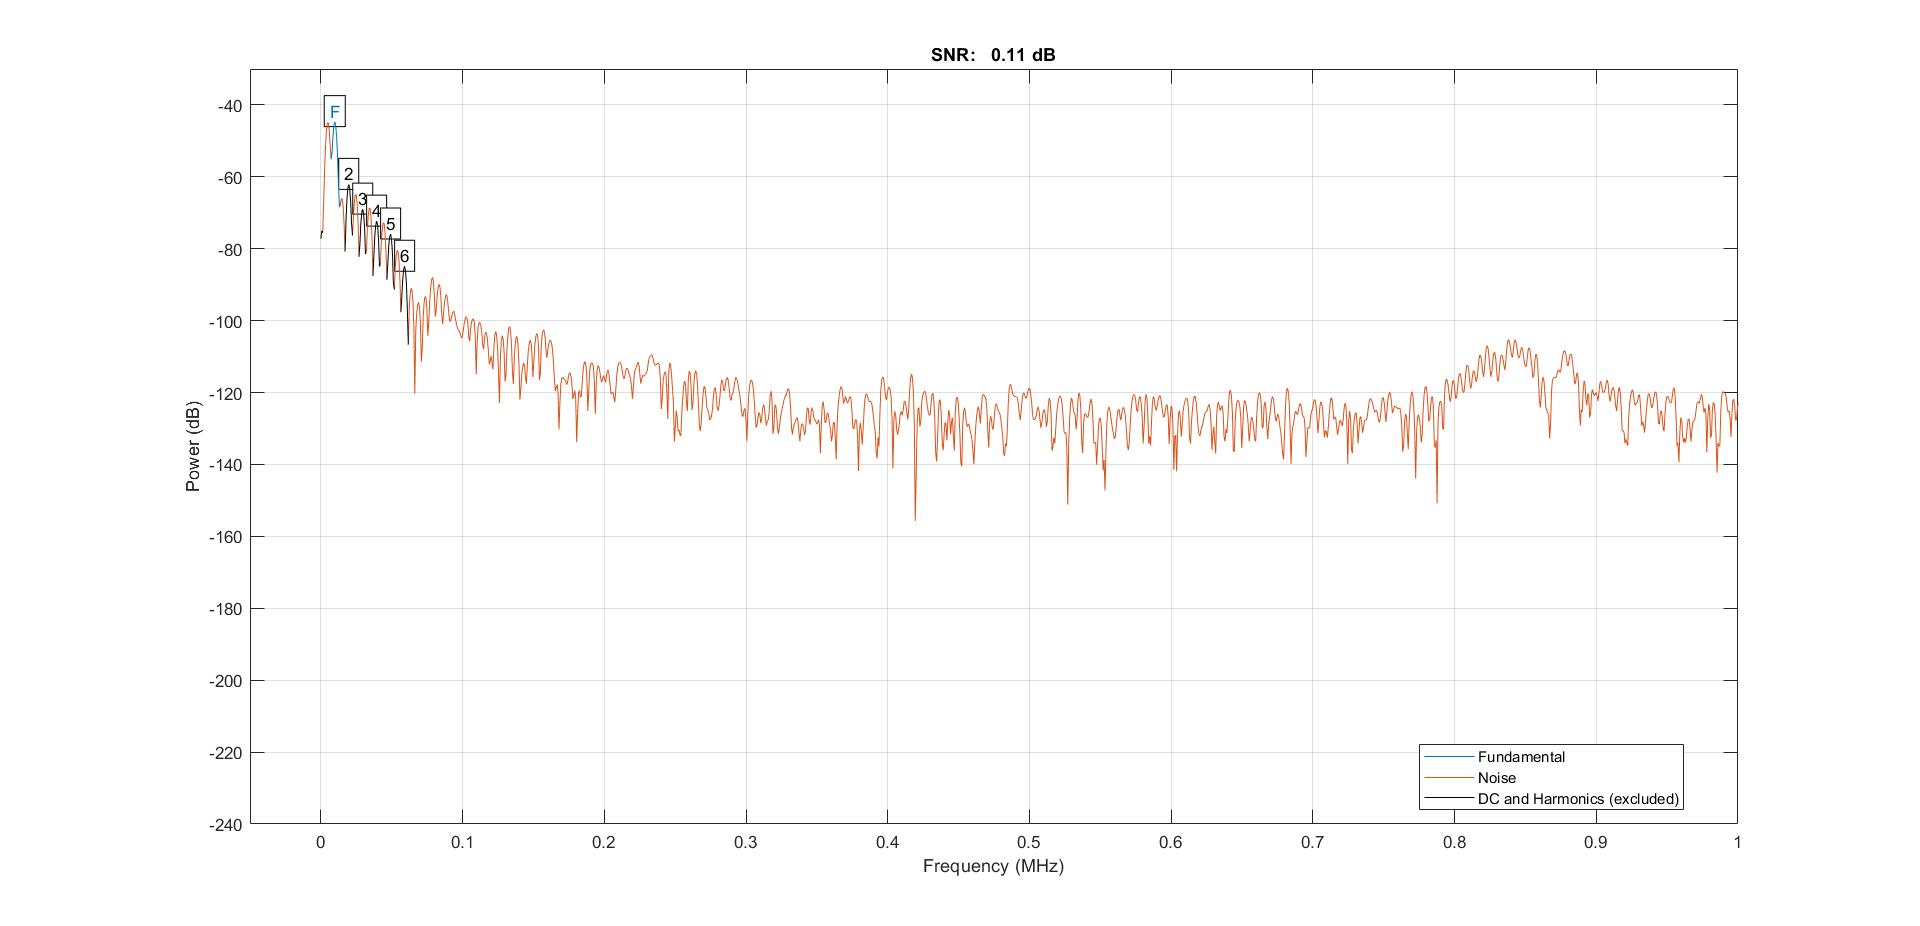 SNR: 0.11 dB
-40
-60
-80
-100
-120
-140
-160
-180
-200
-220
-240
Power (dB)
F
2
3
4
5
6
Fundamental
Noise
DC and Harmonics (excluded)
0 0.1 0.2 0.3 0.4 0.5 0.6 0.7 0.8 0.9 1
Frequency (MHz)